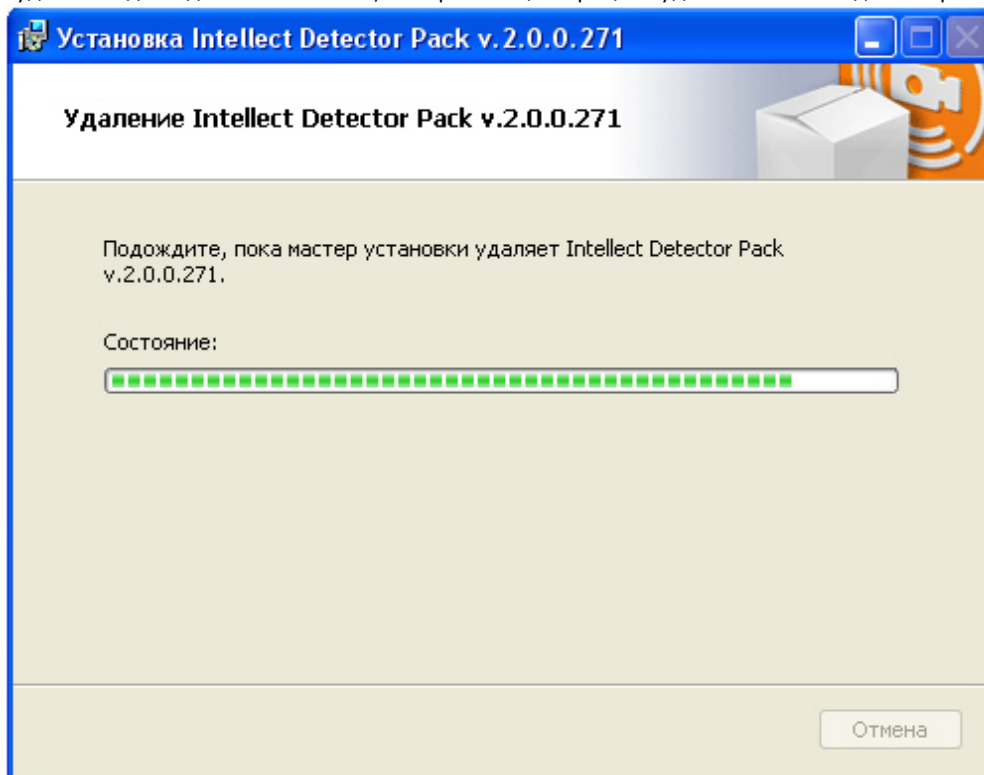 Установка Intellect Detector Pack v.2.0.0.271
Удаление Intellect Detector Pack v.2.0.0.271
Подождите, пока мастер установки удаляет Intellect Detector Pack
v.2.0.0.271.
Состояние:
Отмена